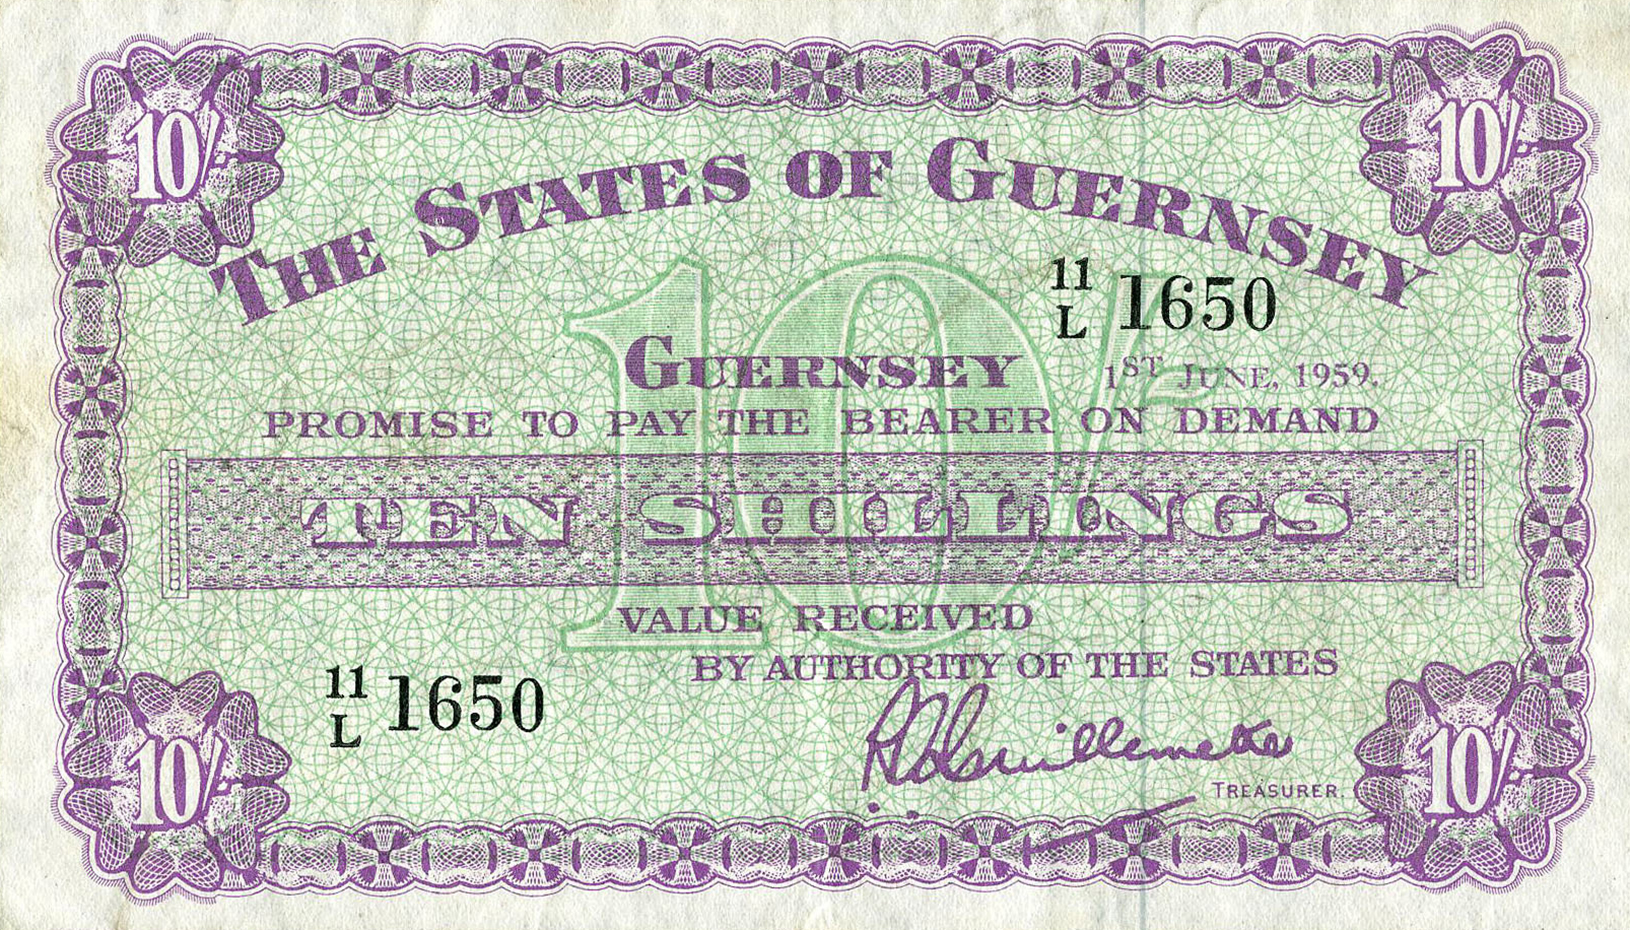 10/- 10/-
THE STATES OF GUERNSEY
11/L 1650
GUERNSEY 1ST JUNE, 1959.
PROMISE TO PAY THE BEARER ON DEMAND
10/-
TEN SHILLINGS
VALUE RECEIVED
BY AUTHORITY OF THE STATES
11/L 1650
TREASURER.
10/- 10/-